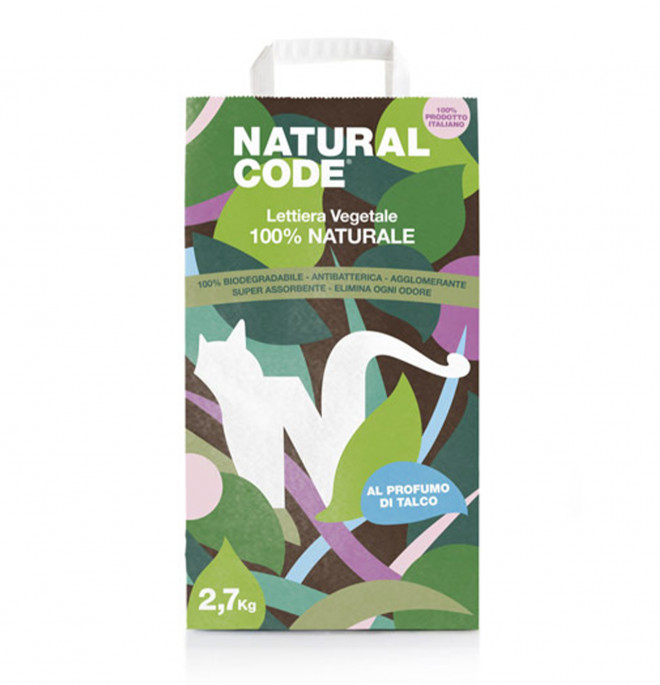 100%
PRODOTTO
ITALIANO
NATURAL
CODE®
Lettiera Vegetale
100% NATURALE
100% BIODEGRADABILE - ANTIBATTERICA - AGGLOMERANTE
SUPER ASSORBENTE - ELIMINA OGNI ODORE
AL PROFUMO
DI TALCO
2,7Kg